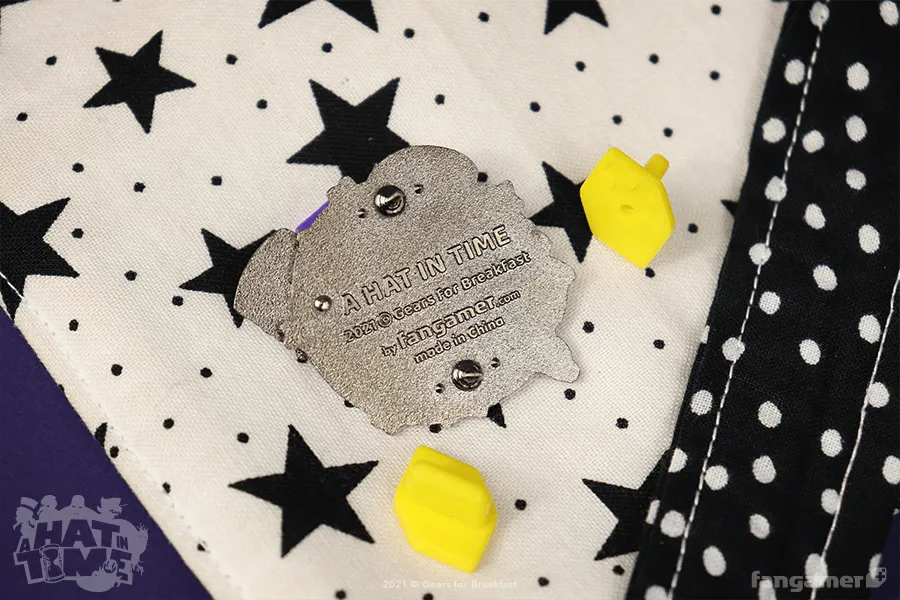 A HAT IN TIME
2021 © Gears for Breakfast
by fangamer.com
made in China
A HAT IN TIME
2021 © Gears for Breakfast
fangamer